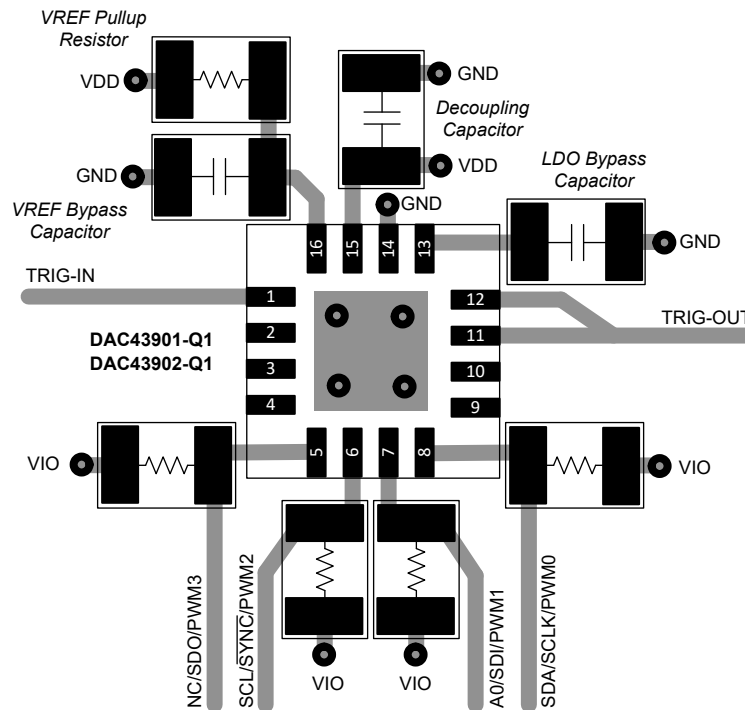 VREF Pullup
Resistor
VDD
GND
Decoupling
Capacitor
VDD
GND
VREF Bypass
Capacitor
LDO Bypass
Capacitor
GND
GND
16
15
14
13
TRIG-IN
1
2
3
4
12
11
10
9
TRIG-OUT
DAC43901-Q1
DAC43902-Q1
5
6
7
8
VIO
VIO
NC/SDO/PWM3
SCL/SYNC/PWM2
VIO
VIO
A0/SDI/PWM1
SDA/SCLK/PWM0